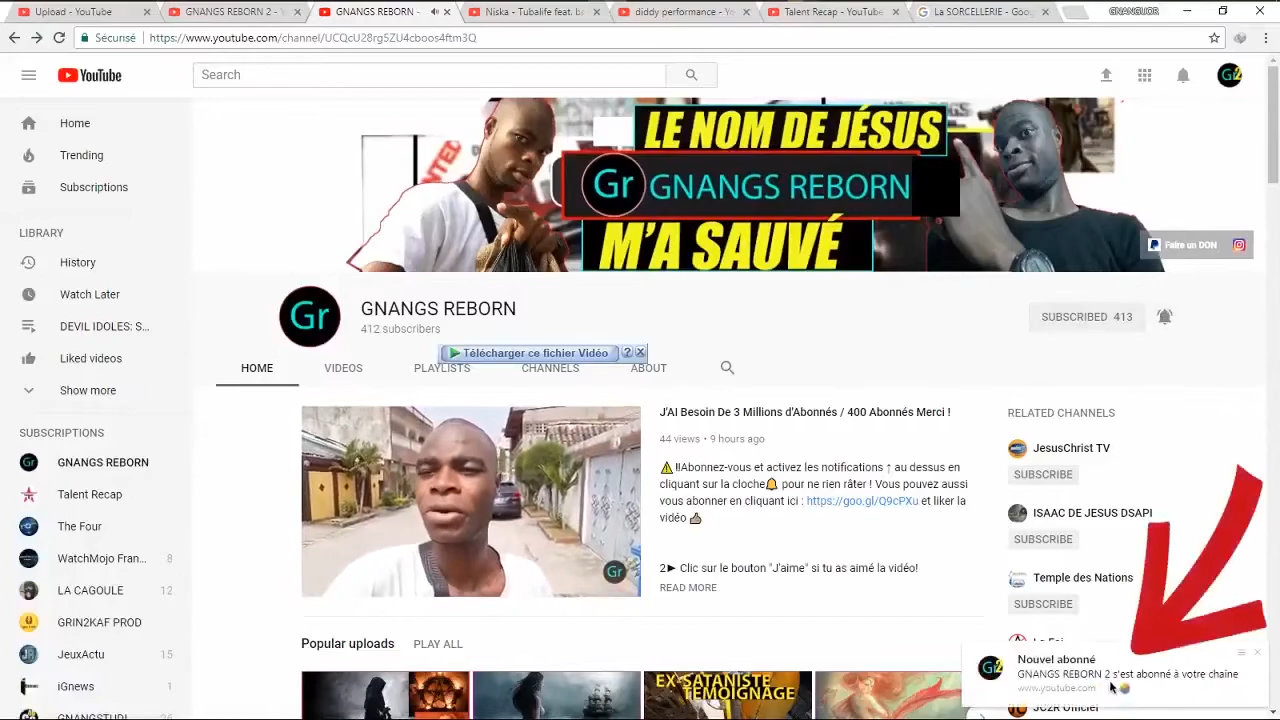 Upload - YouTube
GNANGS REBORN 2 -
GNANGS REBORN -
Niska - Tubalife feat. b
diddy performance - Yo
Talent Recap - YouTube
La SORCELLERIE - Goog
GNANGUOR
Sécurisé
https://www.youtube.com/channel/UCQcU28rg5ZU4cboos4ftm3Q
YouTube
Search
Gr2
Home
Trending
Subscriptions
LIBRARY
History
Watch Later
DEVIL IDOLES: S...
Liked videos
Show more
SUBSCRIPTIONS
GNANGS REBORN
Talent Recap
The Four
WatchMojo Fran... 8
LA CAGOULE 12
GRIN2KAF PROD
JeuxActu 15
iGnews 1
LE NOM DE JÉSUS
Gr GNANGS REBORN
M'A SAUVÉ
Faire un DON
Gr
GNANGS REBORN
412 subscribers
SUBSCRIBED 413
Télécharger ce fichier Vidéo
HOME VIDEOS PLAYLISTS CHANNELS ABOUT
Gr
J'AI Besoin De 3 Millions d'Abonnés / 400 Abonnés Merci !
44 views • 9 hours ago
⚠‼Abonnez-vous et activez les notifications ↑ au dessus en
cliquant sur la cloche🔔 pour ne rien râter ! Vous pouvez aussi
vous abonner en cliquant ici : https://goo.gl/Q9cPXu et liker la
vidéo 👍
2► Clic sur le bouton "J'aime" si tu as aimé la vidéo!
READ MORE
RELATED CHANNELS
JesusChrist TV
SUBSCRIBE
ISAAC DE JESUS DSAPI
SUBSCRIBE
Temple des Nations
SUBSCRIBE
Popular uploads PLAY ALL
EX-SATANISTE
TÉMOIGNAGE
Gr2
Nouvel abonné
GNANGS REBORN 2 s'est abonné à votre chaîne
www.youtube.com